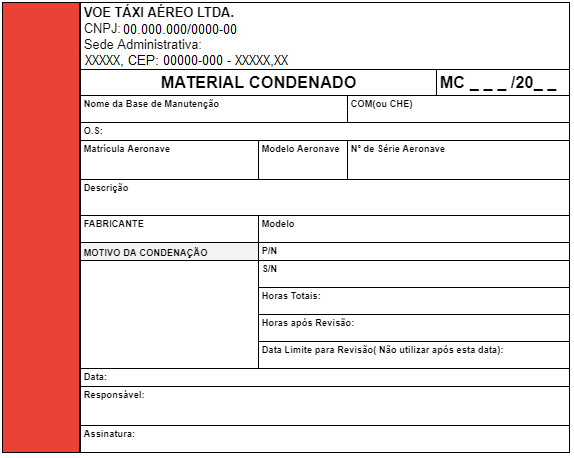 VOE TÁXI AÉREO LTDA.
CNPJ: 00.000.000/0000-00
Sede Administrativa:
XXXXX, CEP: 00000-000 - XXXXX,XX
MATERIAL CONDENADO
MC _ _ _ /20_ _
Nome da Base de Manutenção
COM(ou CHE)
O.S:
Matrícula Aeronave
Modelo Aeronave
N° de Série Aeronave
Descrição
FABRICANTE
Modelo
MOTIVO DA CONDENAÇÃO
P/N
S/N
Horas Totais:
Horas após Revisão:
Data Limite para Revisão( Não utilizar após esta data):
Data:
Responsável:
Assinatura: